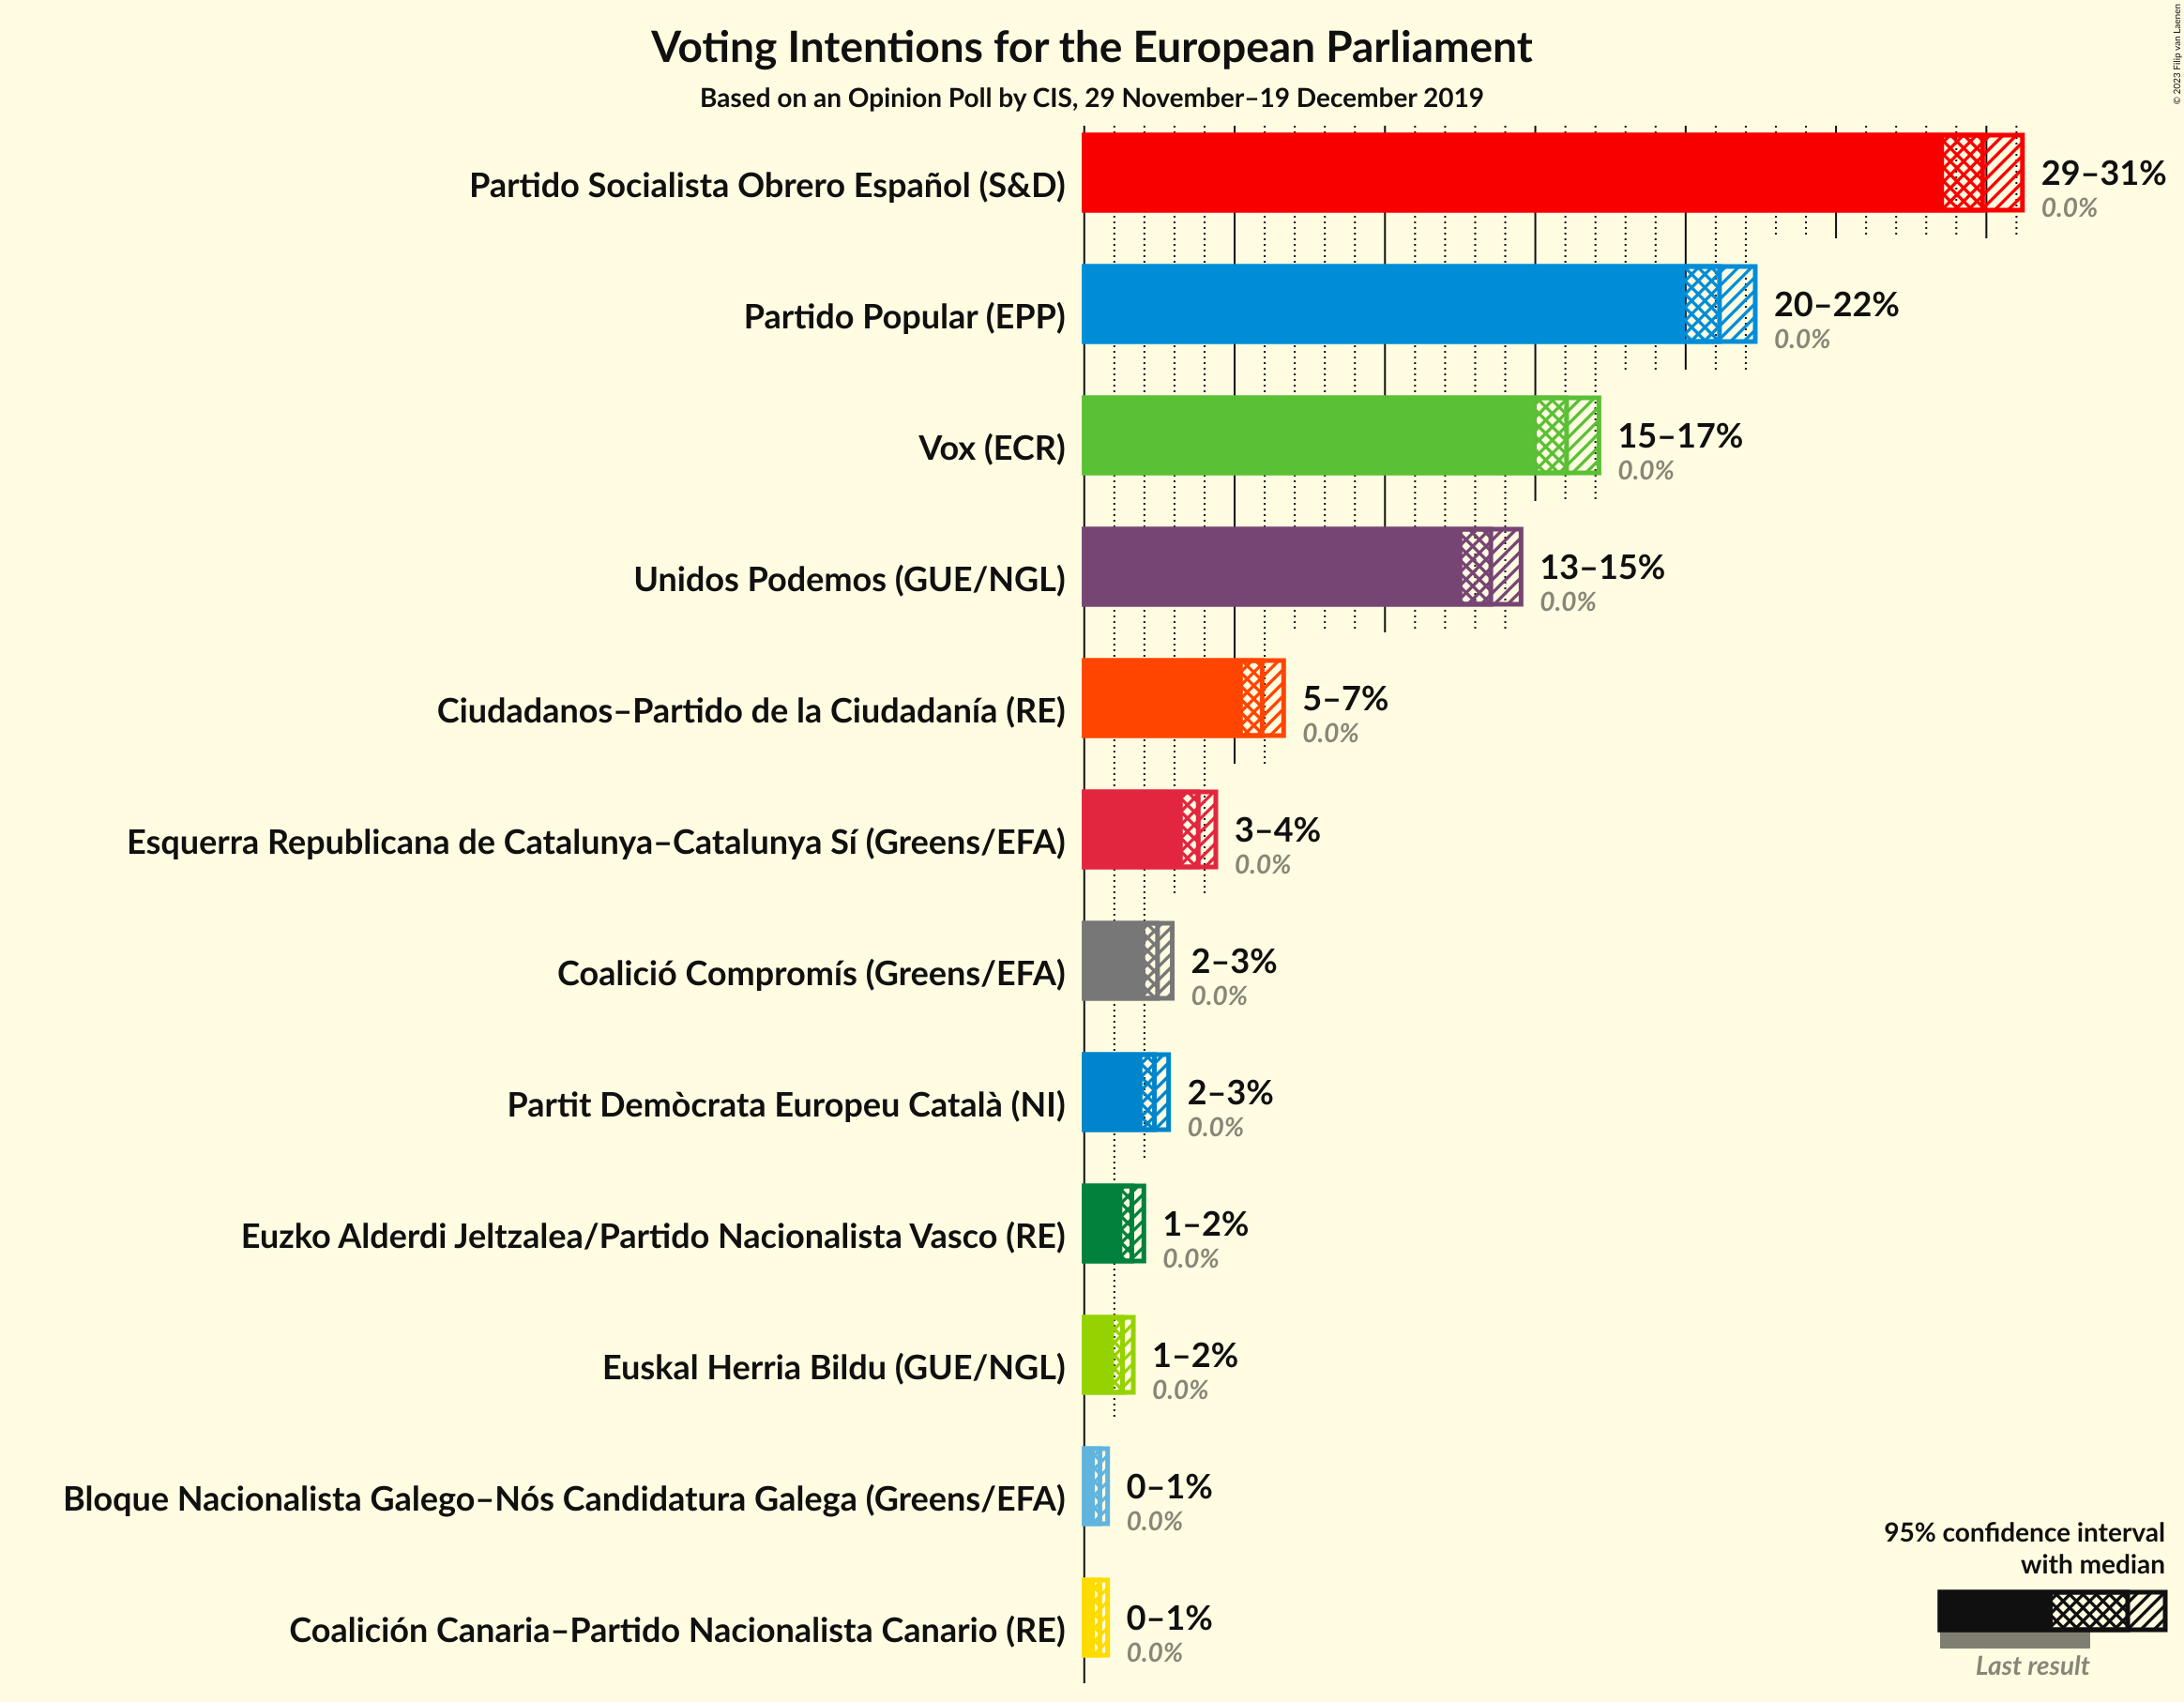 © 2023 Filip van Laenen
Voting Intentions for the European Parliament
Based on an Opinion Poll by CIS, 29 November–19 December 2019
Partido Socialista Obrero Español (S&D)
29–31%
0.0%
Partido Popular (EPP)
20–22%
0.0%
Vox (ECR)
15–17%
0.0%
Unidos Podemos (GUE/NGL)
13–15%
0.0%
Ciudadanos–Partido de la Ciudadanía (RE)
5–7%
0.0%
Esquerra Republicana de Catalunya–Catalunya Sí (Greens/EFA)
3–4%
0.0%
Coalició Compromís (Greens/EFA)
2–3%
0.0%
Partit Demòcrata Europeu Català (NI)
2–3%
0.0%
Euzko Alderdi Jeltzalea/Partido Nacionalista Vasco (RE)
1–2%
0.0%
Euskal Herria Bildu (GUE/NGL)
1–2%
0.0%
Bloque Nacionalista Galego–Nós Candidatura Galega (Greens/EFA)
0–1%
0.0%
Coalición Canaria–Partido Nacionalista Canario (RE)
0–1%
0.0%
95% confidence interval
with median
Last result